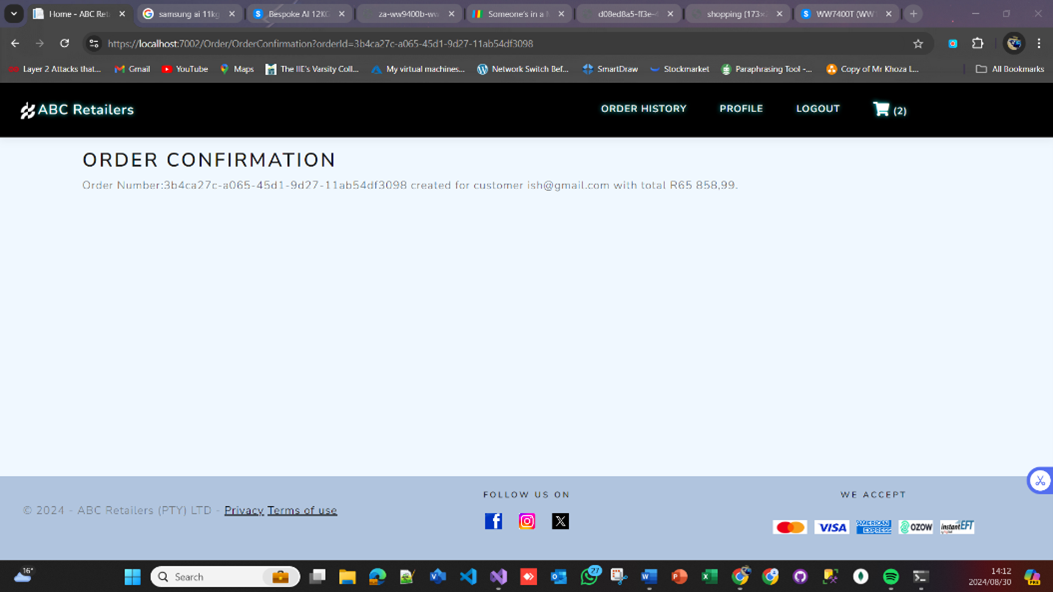 Home - ABC Ret
samsung ai 11kg
Bespoke AI 12KG
za-ww9400b-ww
Someone's in a t
d08ed8a5-ff3e-4
shopping (173×
WW7400T (WW
https://localhost:7002/Order/OrderConfirmation?orderId=3b4ca27c-a065-45d1-9d27-11ab54df3098
Layer 2 Attacks that...
Gmail
YouTube
Maps
The IIE's Varsity Coll...
My virtual machines...
Network Switch Bef...
SmartDraw
Stockmarket
Paraphrasing Tool -...
Copy of Mr Khoza L...
All Bookmarks
ABC Retailers
ORDER HISTORY
PROFILE
LOGOUT
(2)
ORDER CONFIRMATION
Order Number:3b4ca27c-a065-45d1-9d27-11ab54df3098 created for customer ish@gmail.com with total R65 858,99.
FOLLOW US ON
WE ACCEPT
© 2024 - ABC Retailers (PTY) LTD - Privacy Terms of use
VISA
AMERICAN EXPRESS
OZOW
instantEFT
16°
Search
27
14:12
2024/08/30